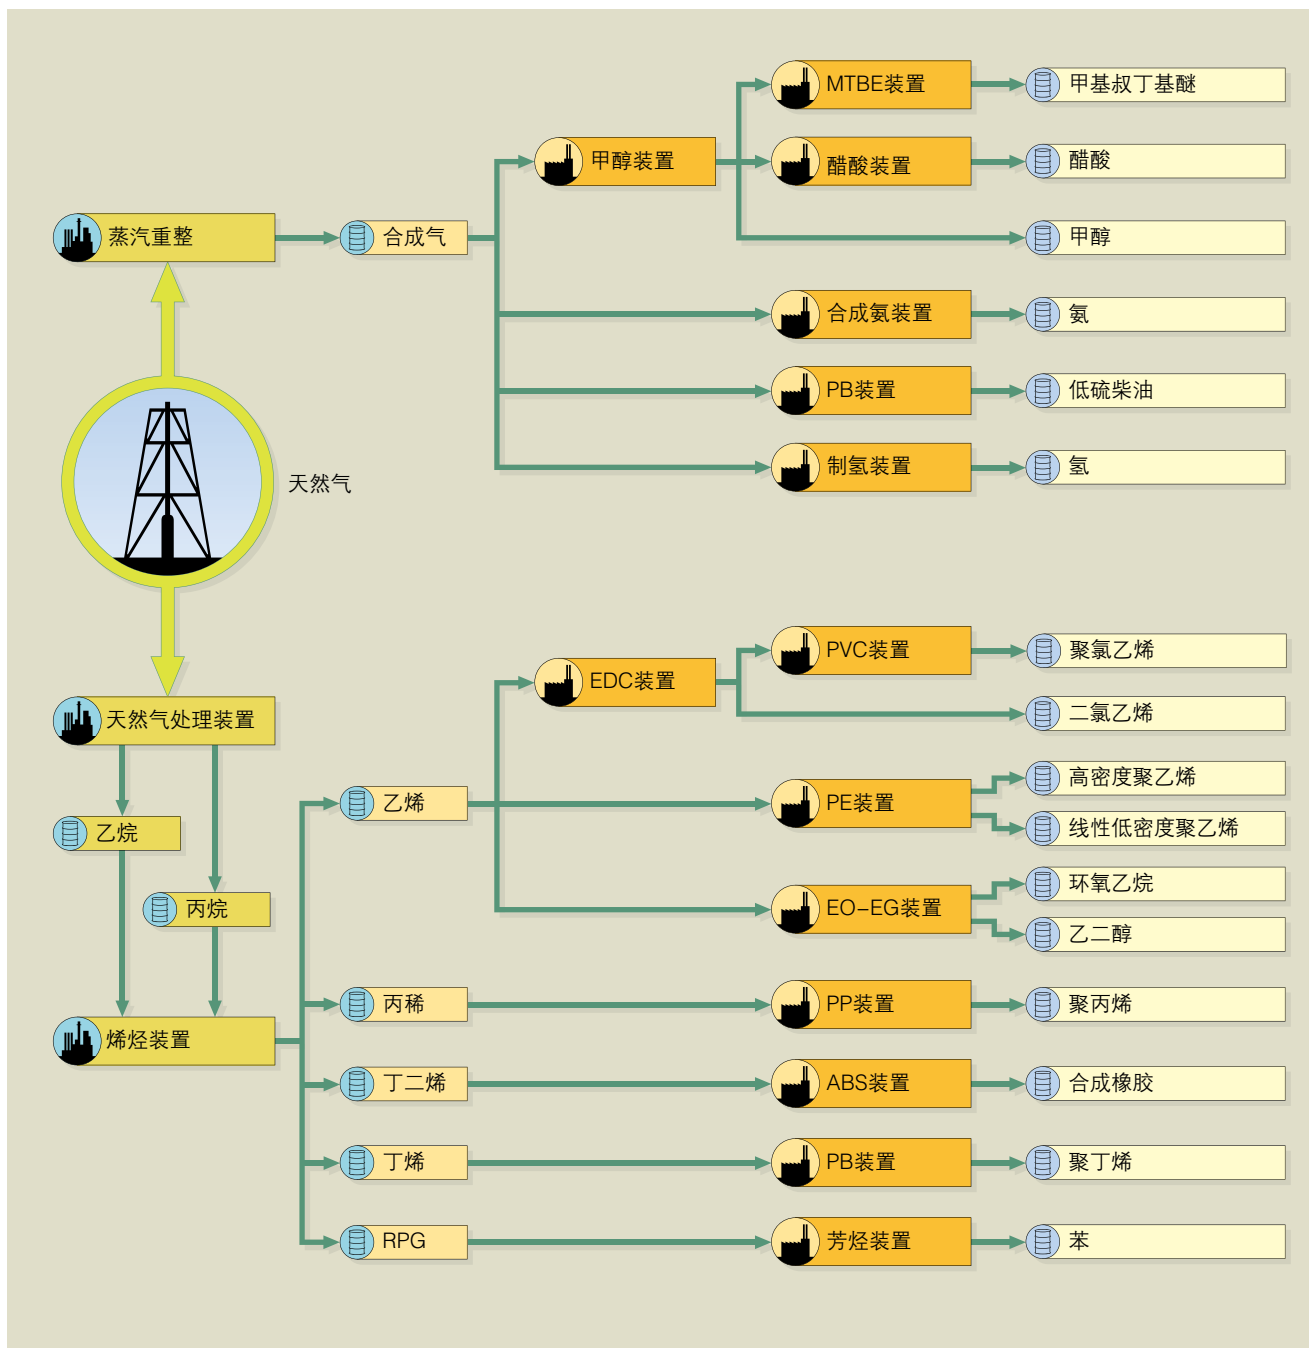 MTBE装置
甲基叔丁基醚
甲醇装置
醋酸装置
醋酸
蒸汽重整
合成气
甲醇
合成氨装置
氨
PB装置
低硫柴油
制氢装置
氢
天然气
PVC装置
聚氯乙烯
EDC装置
二氯乙烯
天然气处理装置
高密度聚乙烯
乙烯
PE装置
线性低密度聚乙烯
乙烷
环氧乙烷
丙烷
EO-EG装置
乙二醇
丙稀
PP装置
聚丙烯
烯烃装置
丁二烯
ABS装置
合成橡胶
丁烯
PB装置
聚丁烯
RPG
芳烃装置
苯